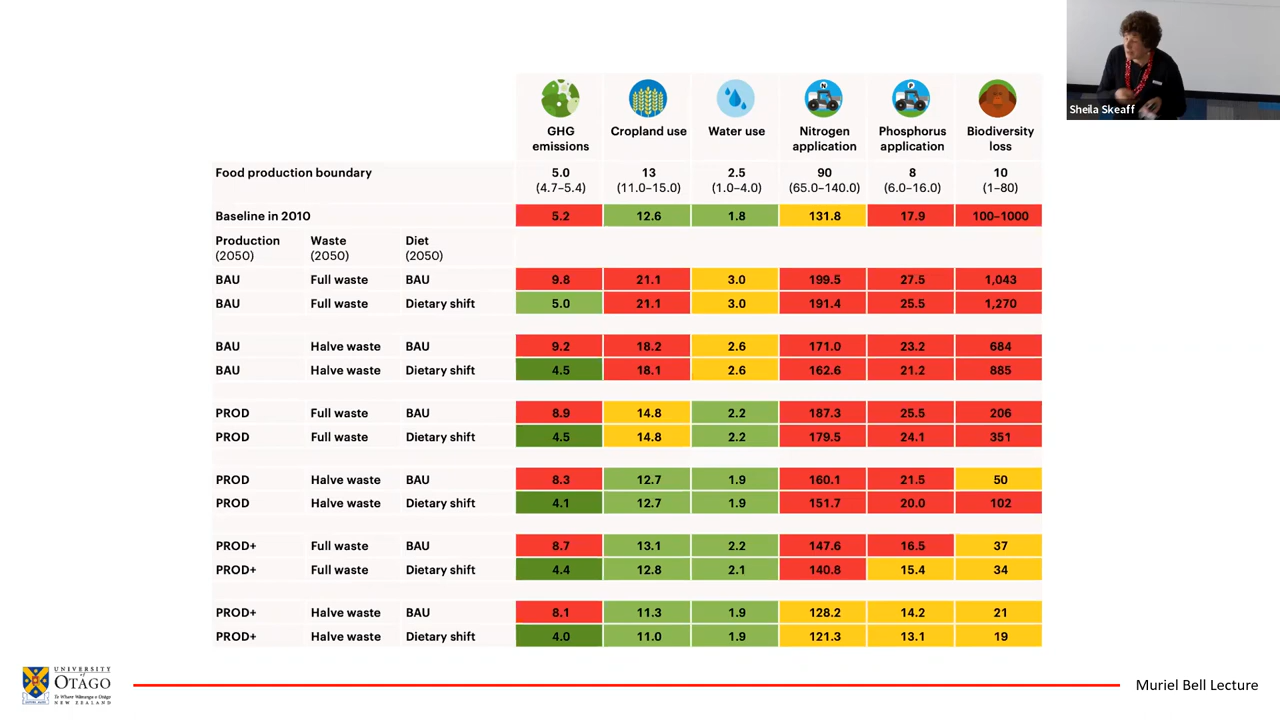 Sheila Skeaff
N
P
GHG emissions
Cropland use
Water use
Nitrogen application
Phosphorus application
Biodiversity loss
Food production boundary 5.0 (4.7–5.4) 13 (11.0–15.0) 2.5 (1.0–4.0) 90 (65.0–140.0) 8 (6.0–16.0) 10 (1–80)
Baseline in 2010 5.2 12.6 1.8 131.8 17.9 100–1000
Production (2050) Waste (2050) Diet (2050)
BAU Full waste BAU 9.8 21.1 3.0 199.5 27.5 1,043
BAU Full waste Dietary shift 5.0 21.1 3.0 191.4 25.5 1,270
BAU Halve waste BAU 9.2 18.2 2.6 171.0 23.2 684
BAU Halve waste Dietary shift 4.5 18.1 2.6 162.6 21.2 885
PROD Full waste BAU 8.9 14.8 2.2 187.3 25.5 206
PROD Full waste Dietary shift 4.5 14.8 2.2 179.5 24.1 351
PROD Halve waste BAU 8.3 12.7 1.9 160.1 21.5 50
PROD Halve waste Dietary shift 4.1 12.7 1.9 151.7 20.0 102
PROD+ Full waste BAU 8.7 13.1 2.2 147.6 16.5 37
PROD+ Full waste Dietary shift 4.4 12.8 2.1 140.8 15.4 34
PROD+ Halve waste BAU 8.1 11.3 1.9 128.2 14.2 21
PROD+ Halve waste Dietary shift 4.0 11.0 1.9 121.3 13.1 19
UNIVERSITY
of
OTAGO
Te Whare Wānanga o Otāgo
NEW ZEALAND
Muriel Bell Lecture